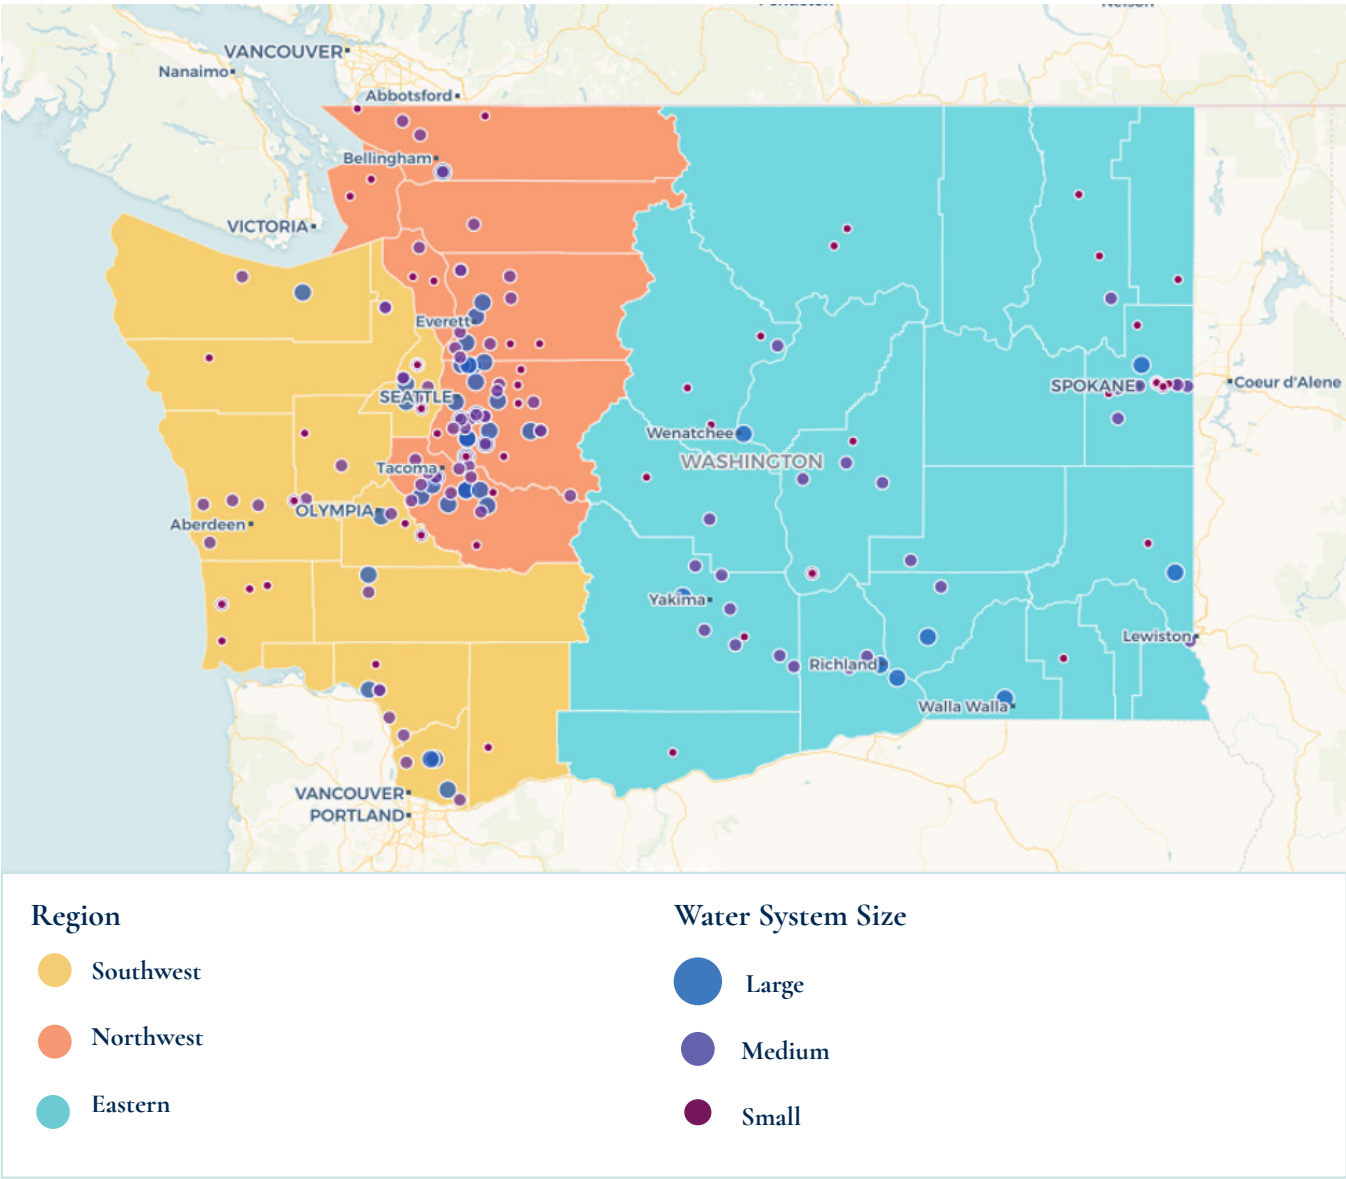 VANCOUVER
Nanaimo
Abbotsford
Bellingham
VICTORIA
Everett
SEATTLE
SPOKANE
Coeur d'Alene
Wenatchee
WASHINGTON
Tacoma
OLYMPIA
Aberdeen
Yakima
Lewiston
Richland
Walla Walla
VANCOUVER
PORTLAND
Region
Southwest
Northwest
Eastern
Water System Size
Large
Medium
Small